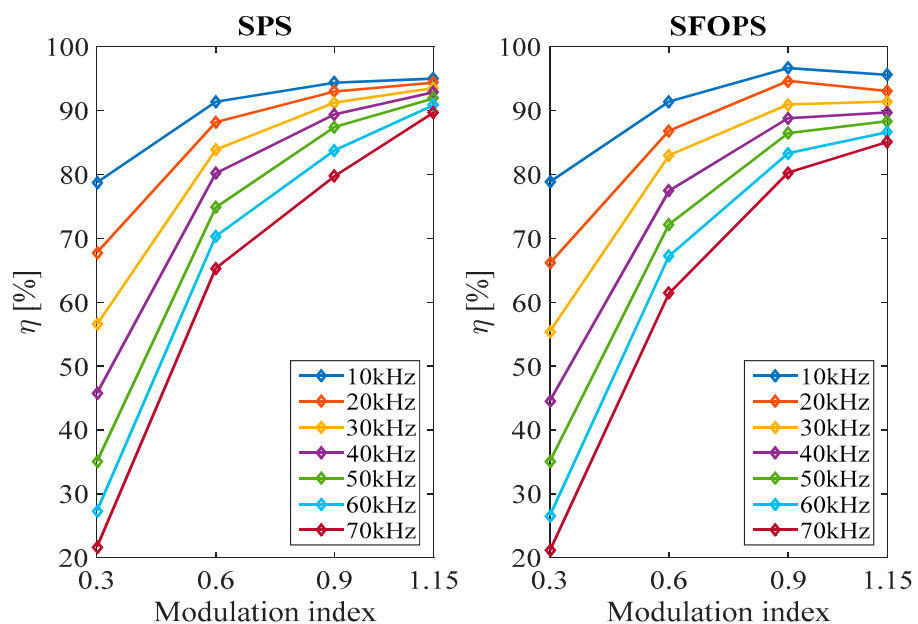 SPS
100
90
80
70
60
50
40
30
20
η [%]
0.3 0.6 0.9 1.15
Modulation index
10kHz
20kHz
30kHz
40kHz
50kHz
60kHz
70kHz
SFOPS
100
90
80
70
60
50
40
30
20
η [%]
0.3 0.6 0.9 1.15
Modulation index
10kHz
20kHz
30kHz
40kHz
50kHz
60kHz
70kHz